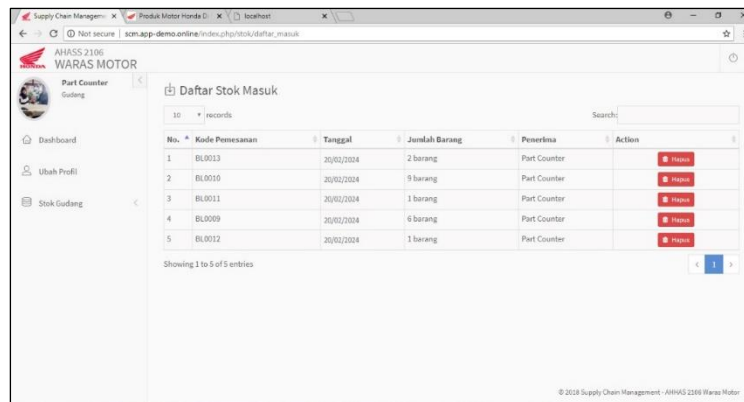 Supply Chain Managem
Produk Motor Honda D
localhost
Not secure | scm.app-demo.online/index.php/stok/daftar_masuk
HONDA
AHASS 2106
WARAS MOTOR
Part Counter
Gudang
Dashboard
Ubah Profil
Stok Gudang
Daftar Stok Masuk
10 records
Search:
No. Kode Pemesanan Tanggal Jumlah Barang Penerima Action
1 BL0013 20/02/2024 2 barang Part Counter Hapus
2 BL0010 20/02/2024 9 barang Part Counter Hapus
3 BL0011 20/02/2024 1 barang Part Counter Hapus
4 BL0009 20/02/2024 6 barang Part Counter Hapus
5 BL0012 20/02/2024 1 barang Part Counter Hapus
Showing 1 to 5 of 5 entries
1
© 2018 Supply Chain Management - AHHAS 2106 Waras Motor